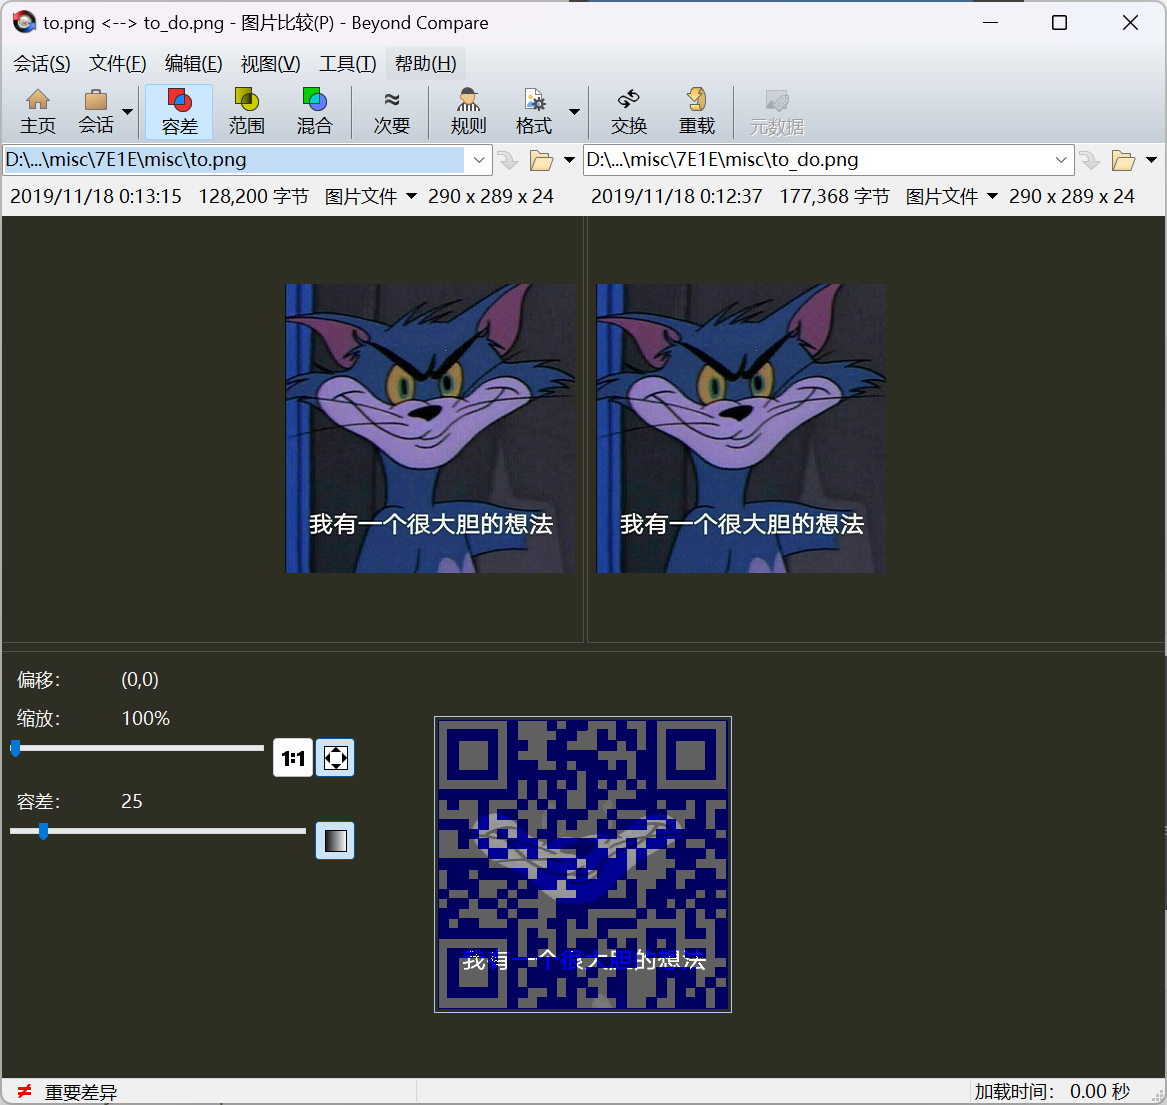 to.png <--> to_do.png - 图片比较(P) - Beyond Compare
会话(S) 文件(F) 编辑(E) 视图(V) 工具(T) 帮助(H)
主页 会话 容差 范围 混合 次要 规则 格式 交换 重载 元数据
D:\...\misc\7E1E\misc\to.png D:\...\misc\7E1E\misc\to_do.png
2019/11/18 0:13:15 128,200 字节 图片文件 290 x 289 x 24 2019/11/18 0:12:37 177,368 字节 图片文件 290 x 289 x 24
我有一个很大胆的想法 我有一个很大胆的想法
偏移: (0,0)
缩放: 100%
1:1
容差: 25
我有一个很大胆的想法
重要差异 加载时间: 0.00 秒